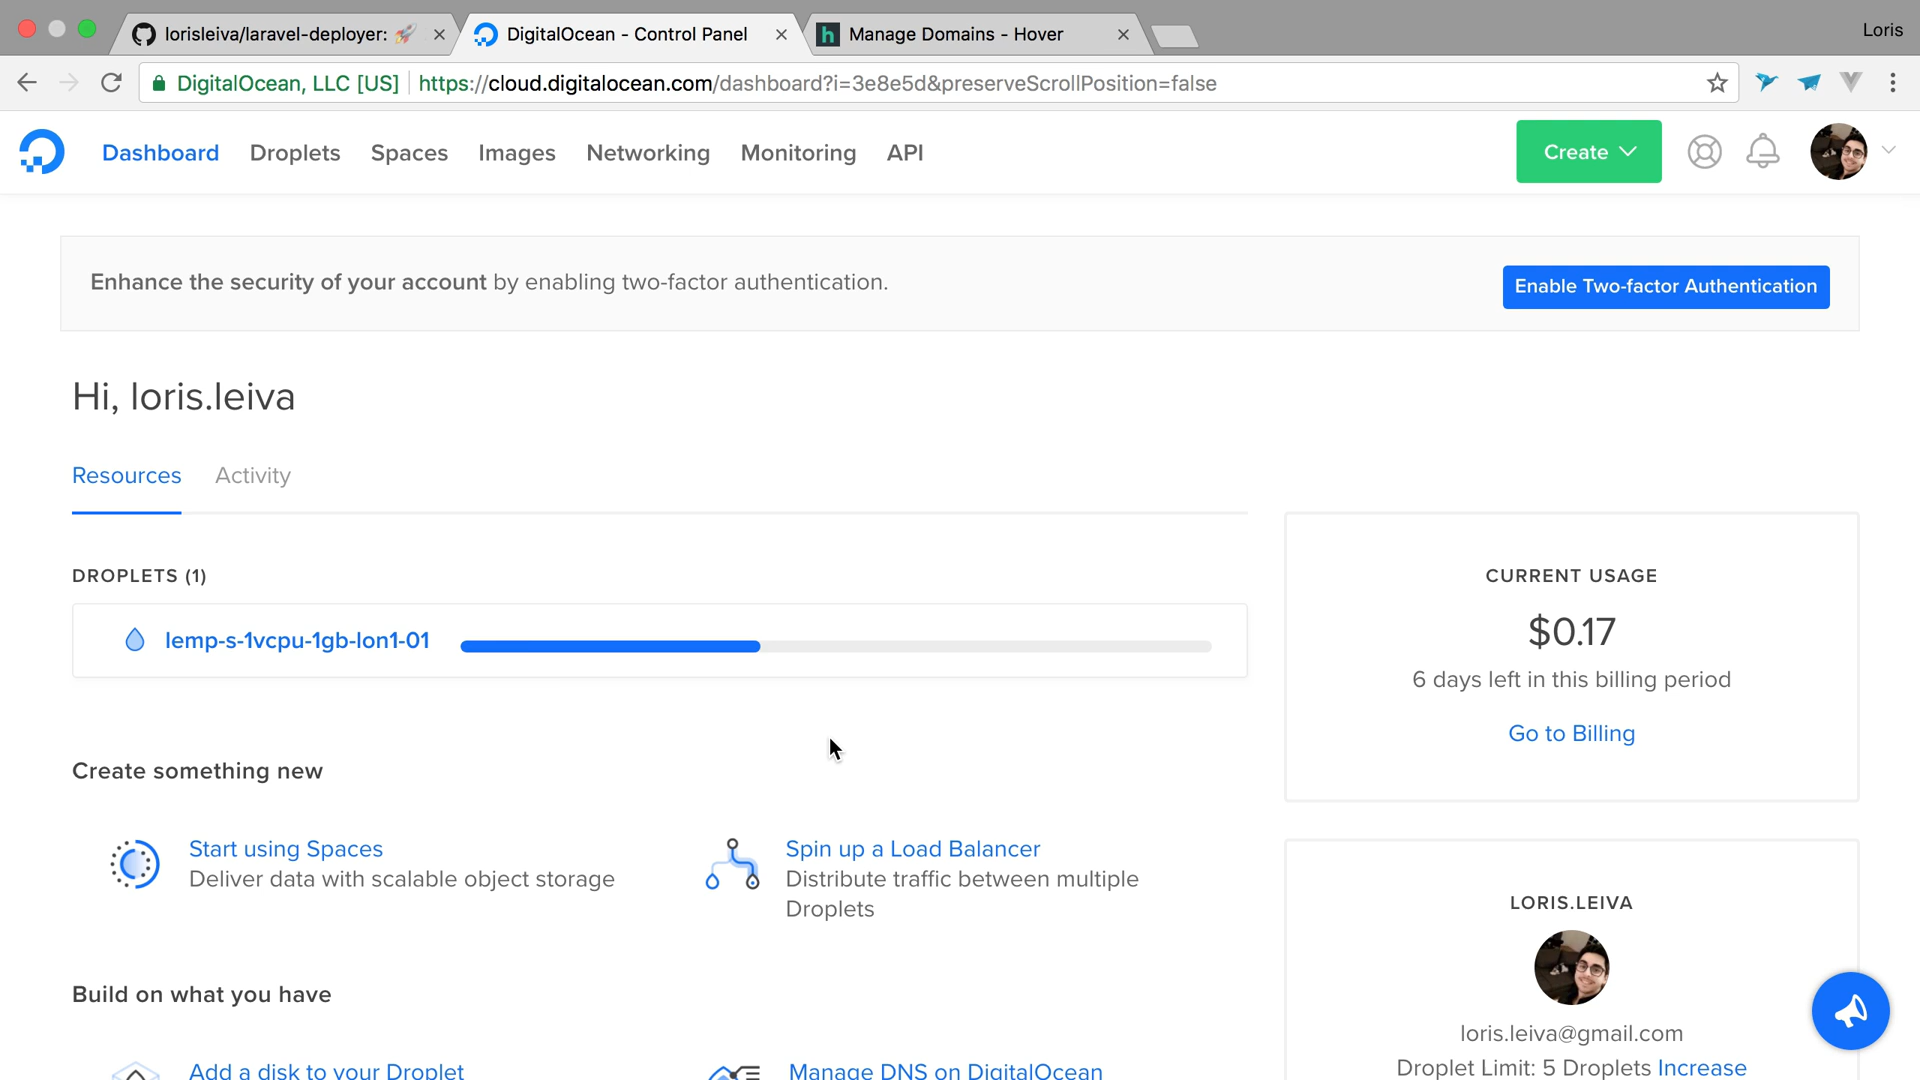 lorisleiva/laravel-deployer: 🚀
DigitalOcean - Control Panel
Manage Domains - Hover
Loris
DigitalOcean, LLC [US]
https://cloud.digitalocean.com/dashboard?i=3e8e5d&preserveScrollPosition=false
Dashboard
Droplets
Spaces
Images
Networking
Monitoring
API
Create
Enhance the security of your account by enabling two-factor authentication.
Enable Two-factor Authentication
Hi, loris.leiva
Resources
Activity
DROPLETS (1)
lemp-s-1vcpu-1gb-lon1-01
CURRENT USAGE
$0.17
6 days left in this billing period
Go to Billing
Create something new
Start using Spaces
Deliver data with scalable object storage
Spin up a Load Balancer
Distribute traffic between multiple
Droplets
LORIS.LEIVA
loris.leiva@gmail.com
Droplet Limit: 5 Droplets Increase
Build on what you have
Add a disk to your Droplet
Manage DNS on DigitalOcean